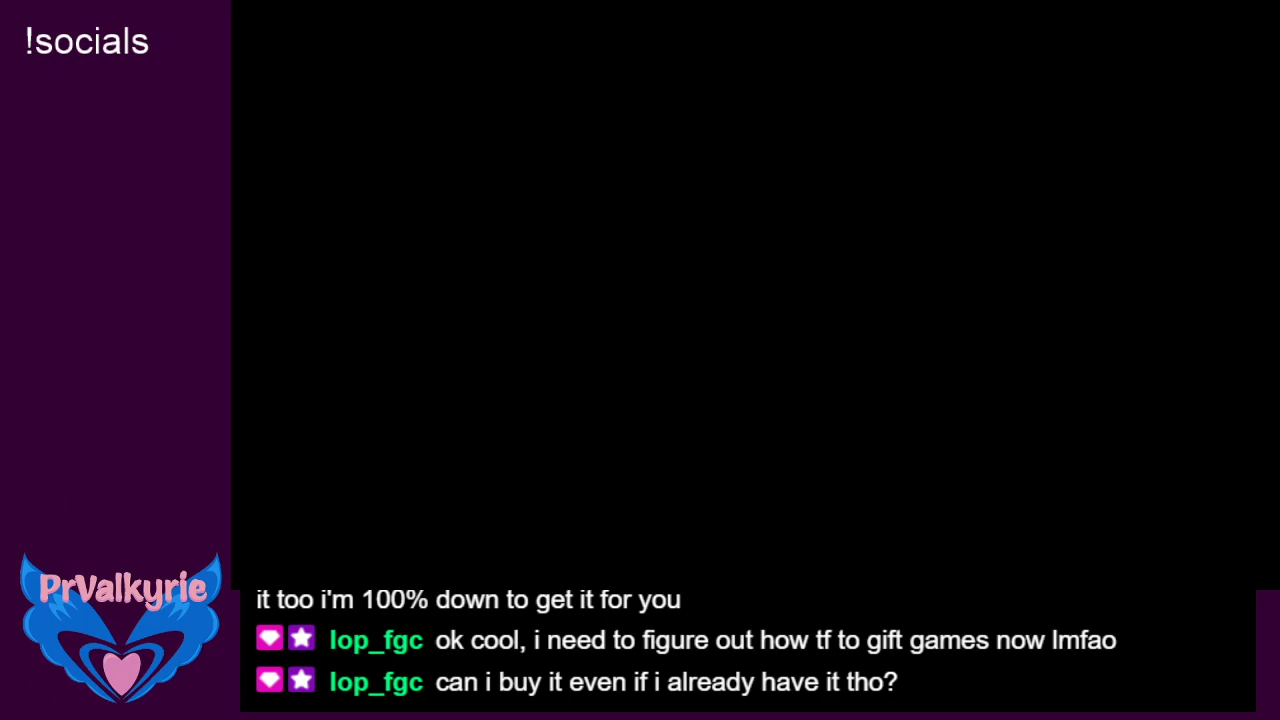 !socials
PrValkyrie
it too i'm 100% down to get it for you
lop_fgc ok cool, i need to figure out how tf to gift games now lmfao
lop_fgc can i buy it even if i already have it tho?